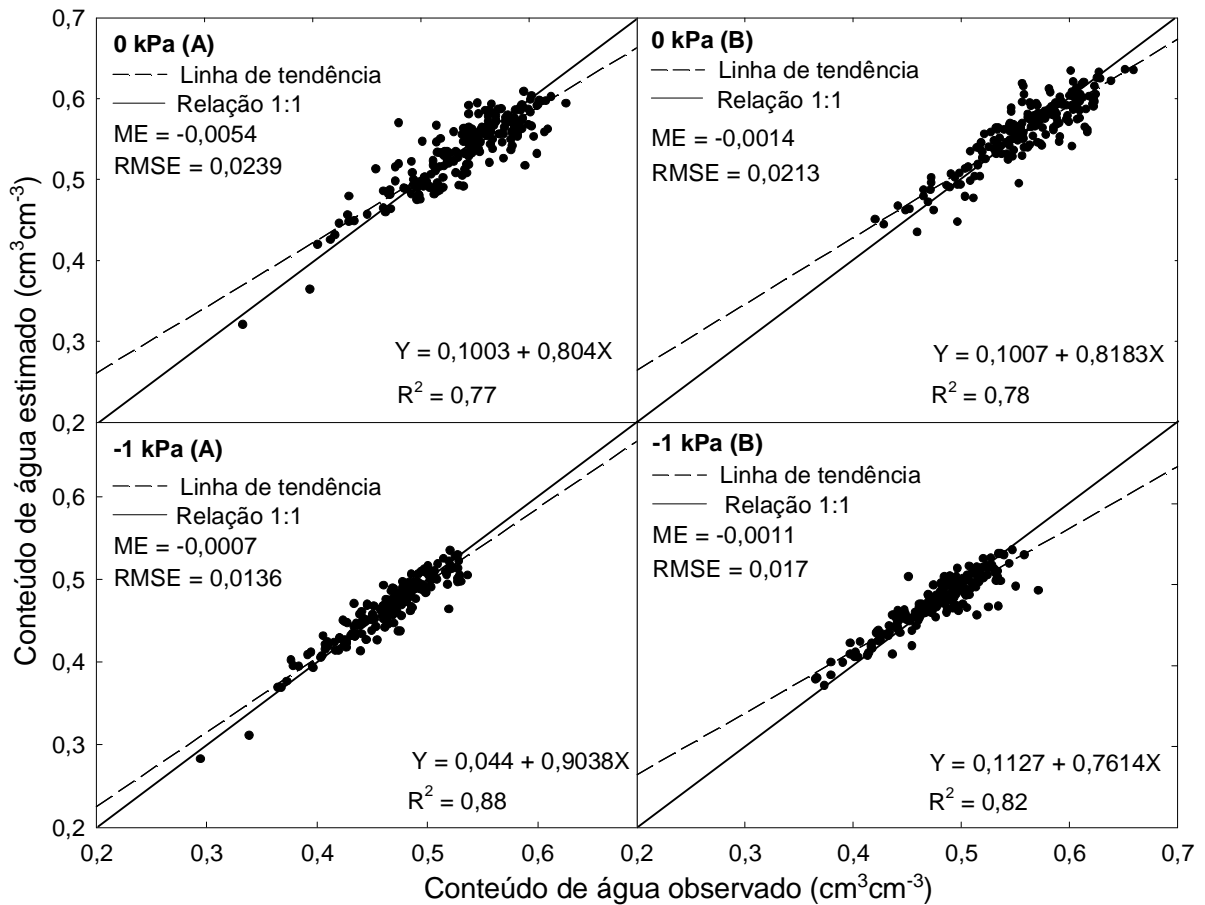 0,7
0,6
0,5
0,4
0,3
0,2
0 kPa (A)
Linha de tendência
Relação 1:1
ME = -0,0054
RMSE = 0,0239
Y = 0,1003 + 0,804X
R² = 0,77
0 kPa (B)
Linha de tendência
Relação 1:1
ME = -0,0014
RMSE = 0,0213
Y = 0,1007 + 0,8183X
R² = 0,78
Conteúdo de água estimado (cm³cm⁻³)
0,6
0,5
0,4
0,3
0,2
-1 kPa (A)
Linha de tendência
Relação 1:1
ME = -0,0007
RMSE = 0,0136
Y = 0,044 + 0,9038X
R² = 0,88
-1 kPa (B)
Linha de tendência
Relação 1:1
ME = -0,0011
RMSE = 0,017
Y = 0,1127 + 0,7614X
R² = 0,82
0,2 0,3 0,4 0,5 0,6 0,2 0,3 0,4 0,5 0,6 0,7
Conteúdo de água observado (cm³cm⁻³)